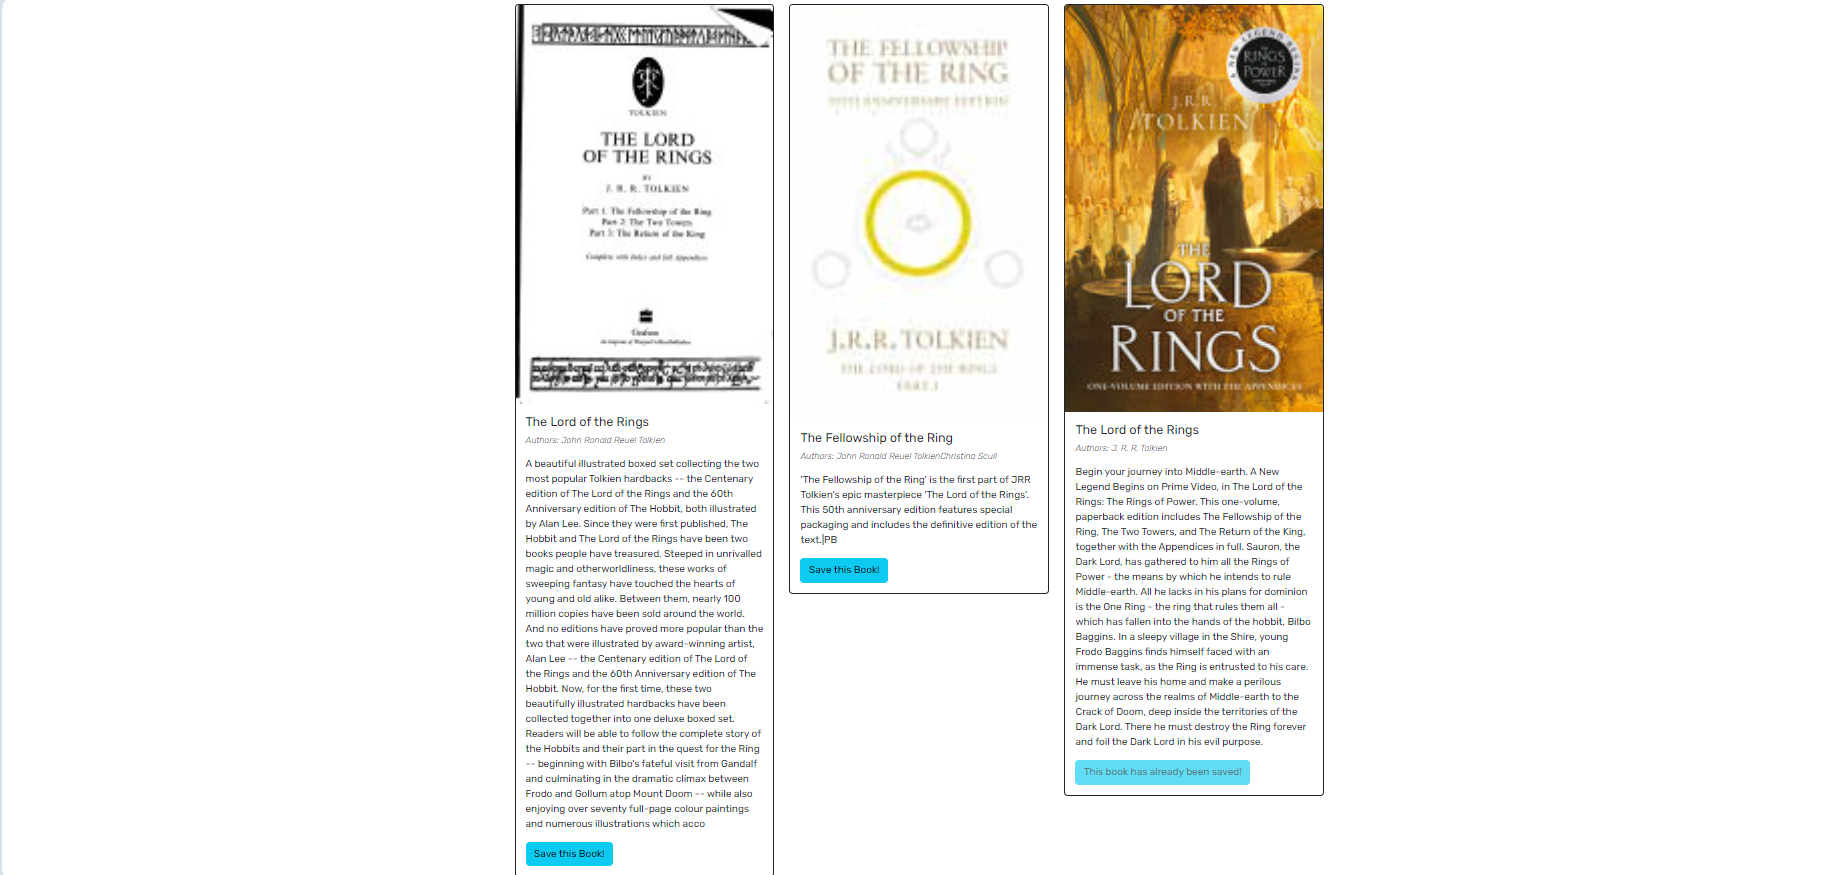 TOLKIEN
THE LORD
OF THE RINGS
BY
J. R. R. TOLKIEN
Part 1: The Fellowship of the Ring
Part 2: The Two Towers
Part 3: The Return of the King
Complete with Index and full Appendices
Grafton
The Lord of the Rings
Authors: John Ronald Reuel Tolkien
A beautiful illustrated boxed set collecting the two
most popular Tolkien hardbacks -- the Centenary
edition of The Lord of the Rings and the 60th
Anniversary edition of The Hobbit, both illustrated
by Alan Lee. Since they were first published, The
Hobbit and The Lord of the Rings have been two
books people have treasured. Steeped in unrivalled
magic and otherworldliness, these works of
sweeping fantasy have touched the hearts of
young and old alike. Between them, nearly 100
million copies have been sold around the world.
And no editions have proved more popular than the
two that were illustrated by award-winning artist,
Alan Lee -- the Centenary edition of The Lord of
the Rings and the 60th Anniversary edition of The
Hobbit. Now, for the first time, these two
beautifully illustrated hardbacks have been
collected together into one deluxe boxed set.
Readers will be able to follow the complete story of
the Hobbits and their part in the quest for the Ring
-- beginning with Bilbo's fateful visit from Gandalf
and culminating in the dramatic climax between
Frodo and Gollum atop Mount Doom -- while also
enjoying over seventy full-page colour paintings
and numerous illustrations which acco
Save this Book!
THE FELLOWSHIP
OF THE RING
50TH ANNIVERSARY EDITION
J.R.R. TOLKIEN
THE LORD OF THE RINGS
PART 1
The Fellowship of the Ring
Authors: John Ronald Reuel TolkienChristina Scull
'The Fellowship of the Ring' is the first part of JRR
Tolkien's epic masterpiece 'The Lord of the Rings'.
This 50th anniversary edition features special
packaging and includes the definitive edition of the
text.|PB
Save this Book!
A NEW LEGEND BEGINS
THE
RINGS
OF
POWER
J.R.R.
TOLKIEN
THE
LORD
OF THE
RINGS
ONE-VOLUME EDITION WITH THE APPENDICES
The Lord of the Rings
Authors: J. R. R. Tolkien
Begin your journey into Middle-earth. A New
Legend Begins on Prime Video, in The Lord of the
Rings: The Rings of Power. This one-volume,
paperback edition includes The Fellowship of the
Ring, The Two Towers, and The Return of the King,
together with the Appendices in full. Sauron, the
Dark Lord, has gathered to him all the Rings of
Power - the means by which he intends to rule
Middle-earth. All he lacks in his plans for dominion
is the One Ring - the ring that rules them all -
which has fallen into the hands of the hobbit, Bilbo
Baggins. In a sleepy village in the Shire, young
Frodo Baggins finds himself faced with an
immense task, as the Ring is entrusted to his care.
He must leave his home and make a perilous
journey across the realms of Middle-earth to the
Crack of Doom, deep inside the territories of the
Dark Lord. There he must destroy the Ring forever
and foil the Dark Lord in his evil purpose.
This book has already been saved!